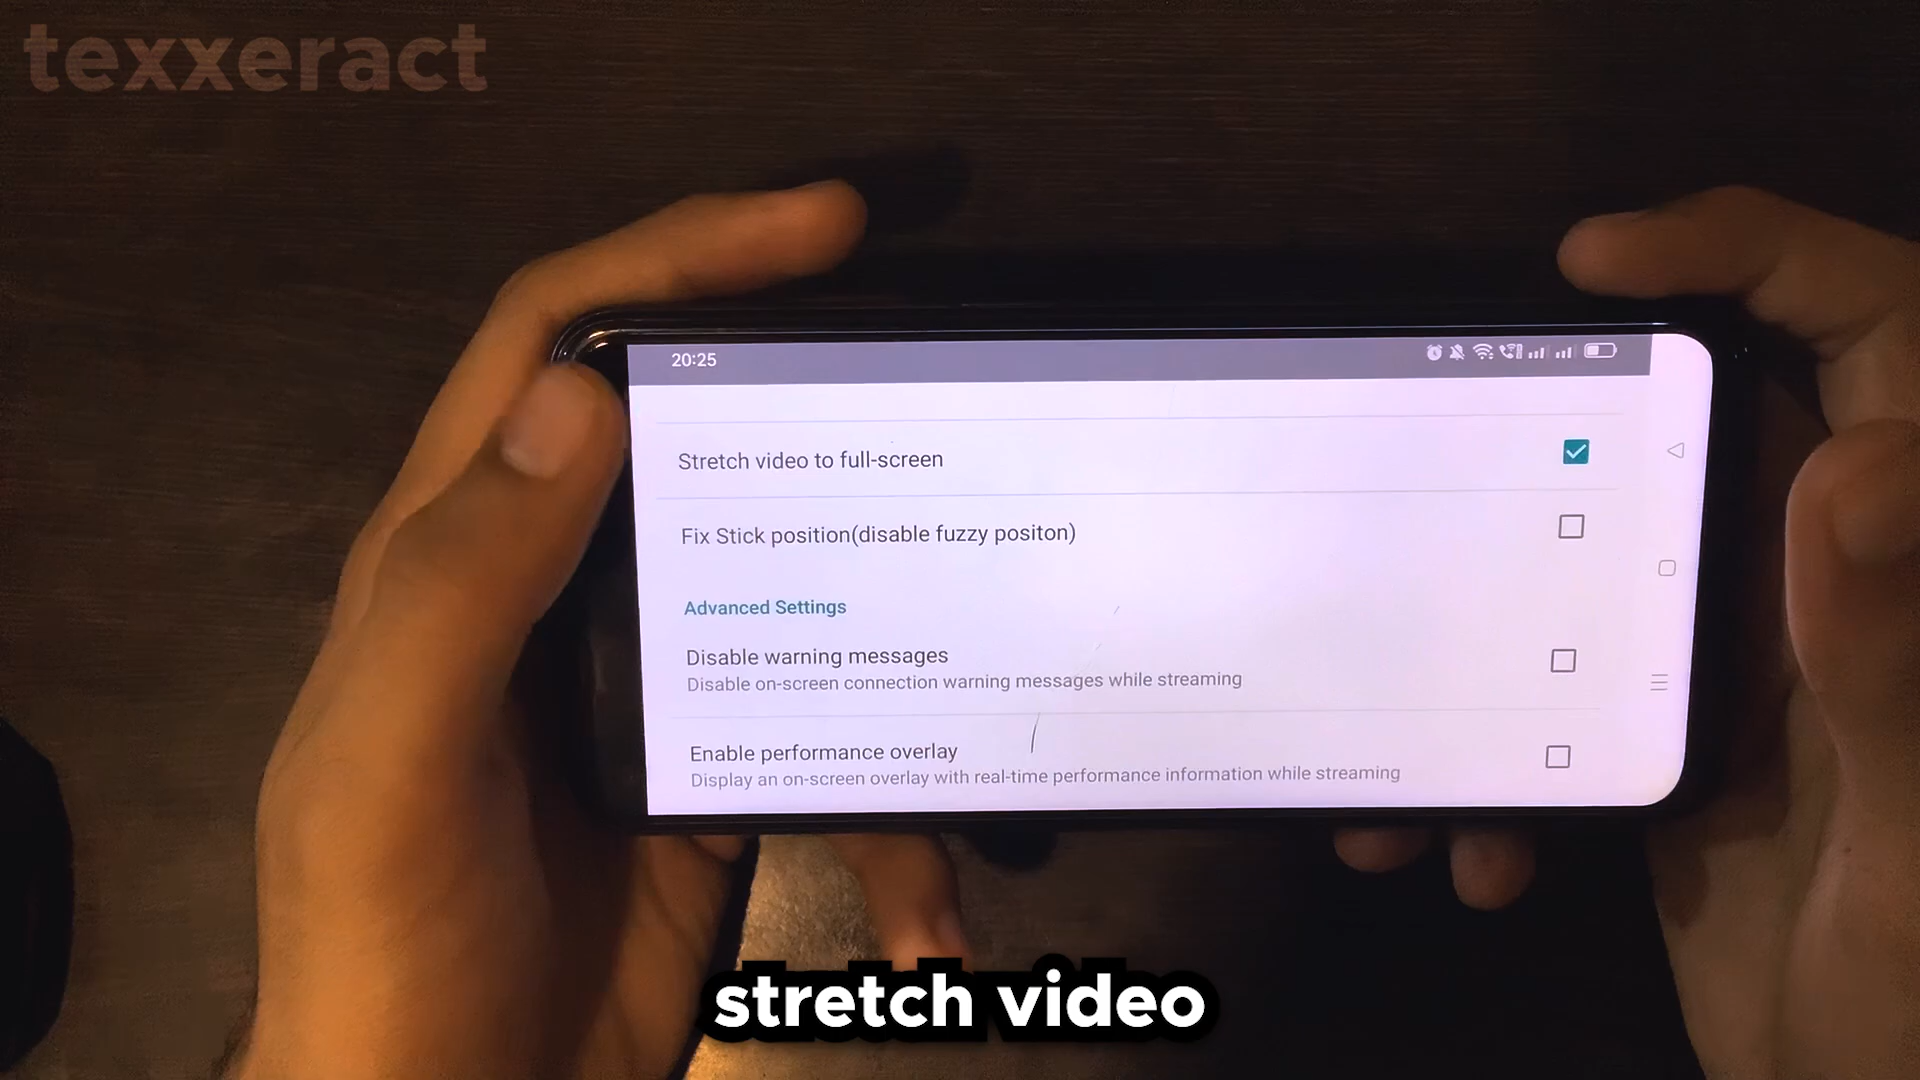 texxeract
20:25
Stretch video to full-screen
Fix Stick position(disable fuzzy positon)
Advanced Settings
Disable warning messages
Disable on-screen connection warning messages while streaming
Enable performance overlay
Display an on-screen overlay with real-time performance information while streaming
stretch video